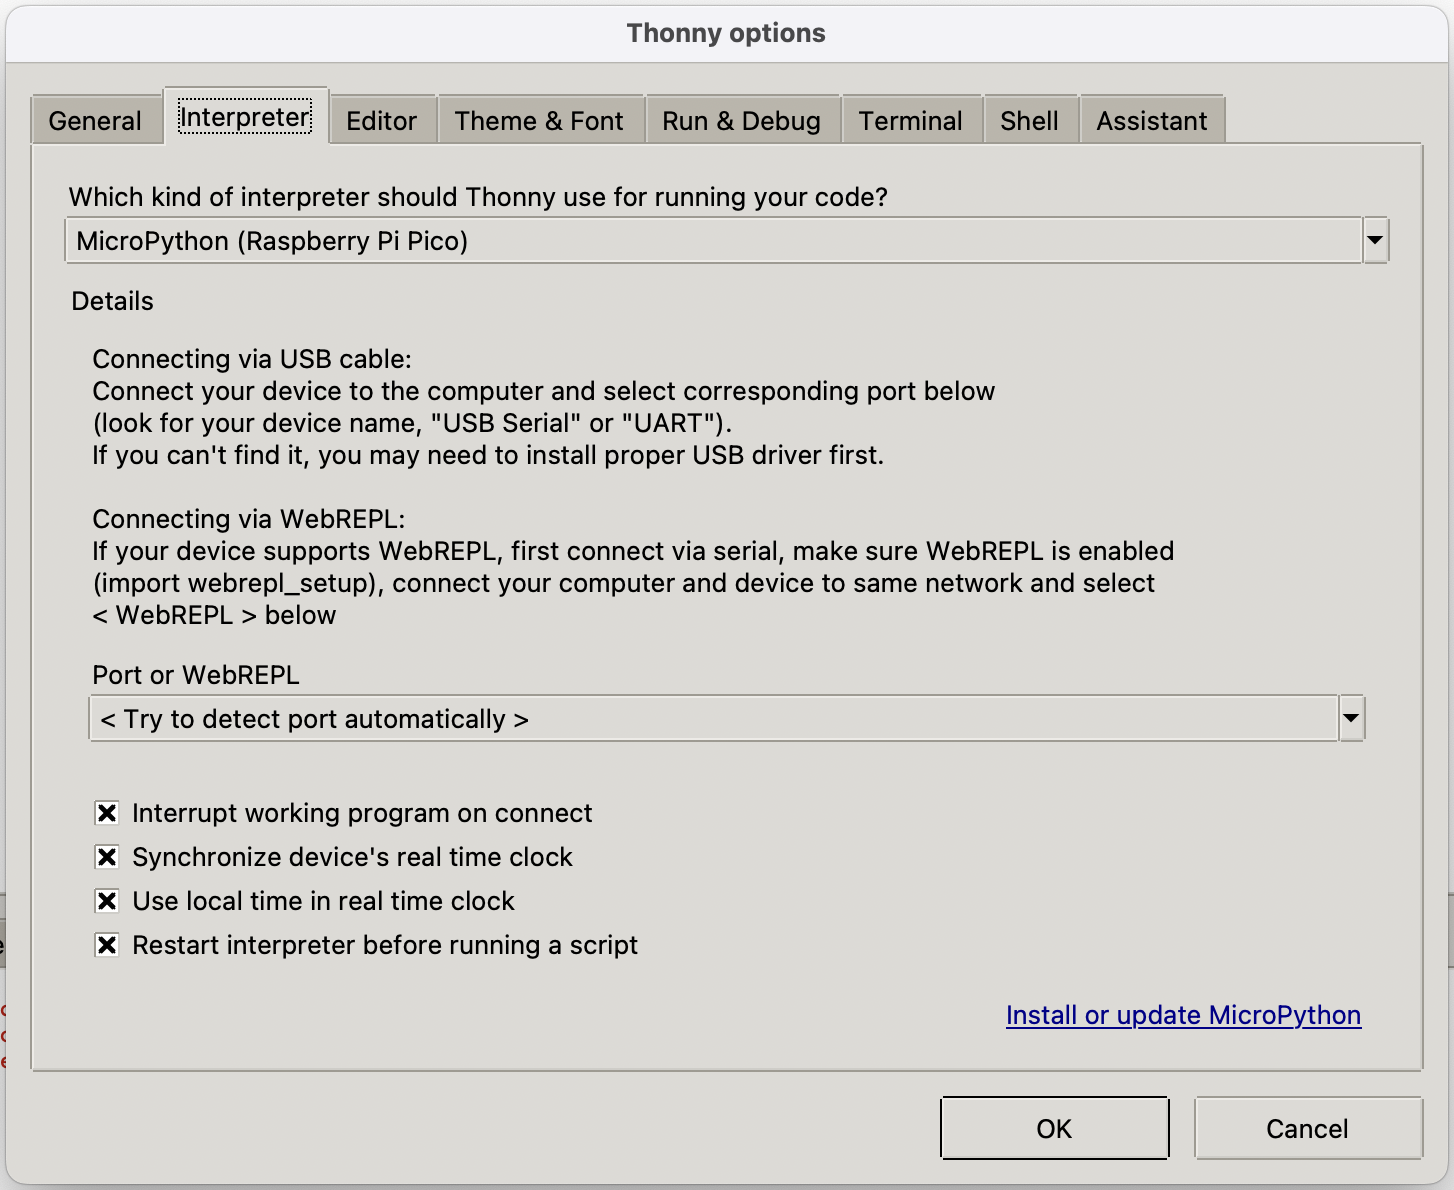 Thonny options
General Interpreter Editor Theme & Font Run & Debug Terminal Shell Assistant
Which kind of interpreter should Thonny use for running your code?
MicroPython (Raspberry Pi Pico)
Details
Connecting via USB cable:
Connect your device to the computer and select corresponding port below
(look for your device name, "USB Serial" or "UART").
If you can't find it, you may need to install proper USB driver first.
Connecting via WebREPL:
If your device supports WebREPL, first connect via serial, make sure WebREPL is enabled
(import webrepl_setup), connect your computer and device to same network and select
< WebREPL > below
Port or WebREPL
< Try to detect port automatically >
Interrupt working program on connect
Synchronize device's real time clock
Use local time in real time clock
Restart interpreter before running a script
Install or update MicroPython
OK Cancel